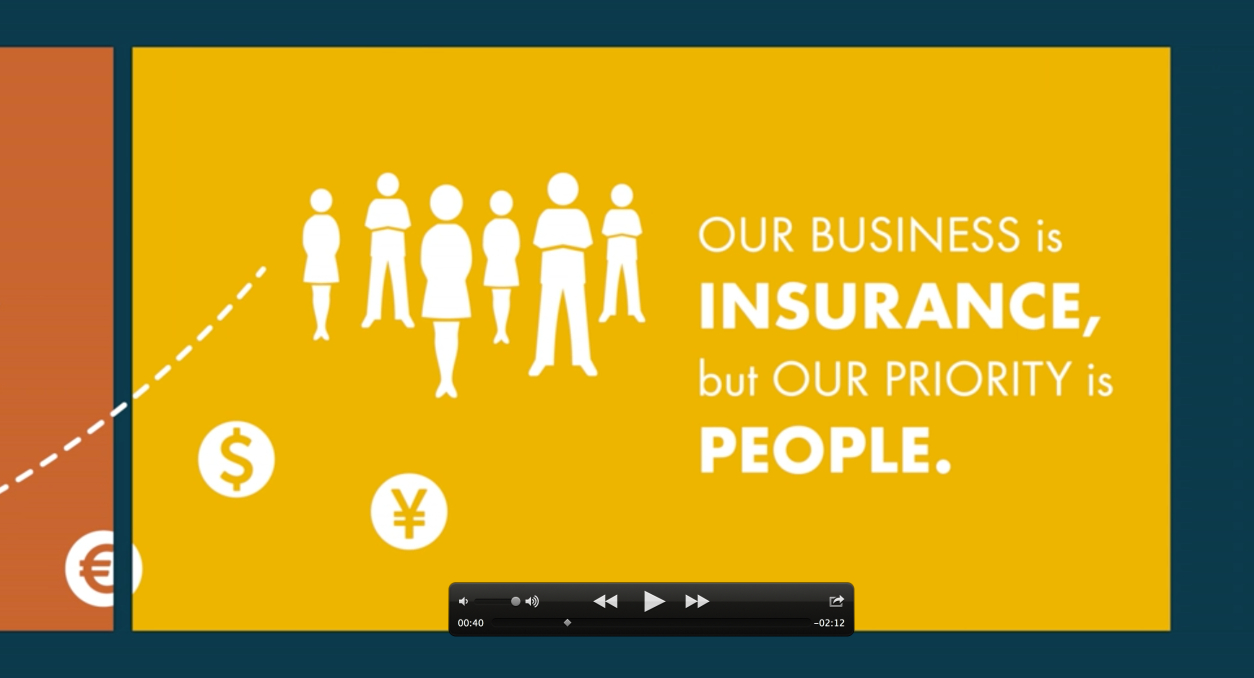 OUR BUSINESS is
INSURANCE,
but OUR PRIORITY is
PEOPLE.
$
¥
€
00:40
-02:12